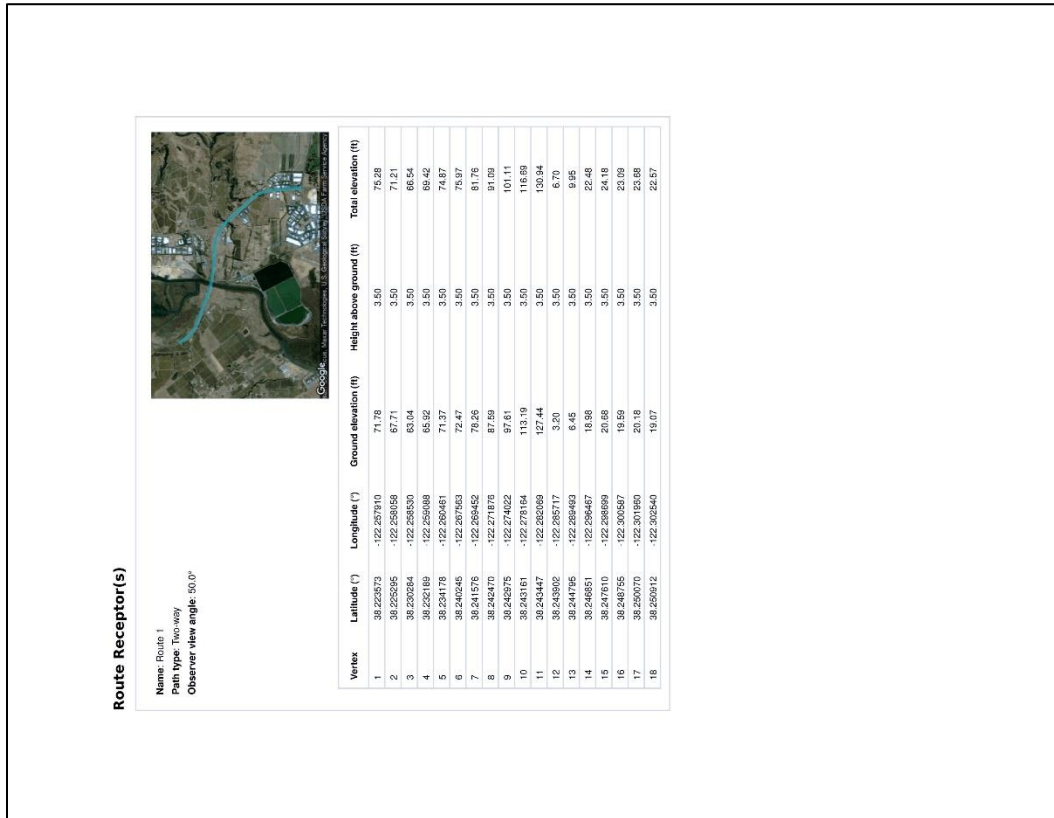 Route Receptor(s)
Name: Route 1
Path type: Two-way
Observer view angle: 50.0°
Google
Maxar Technologies, U.S. Geological Survey, USDA Farm Service Agency
Vertex Latitude (°) Longitude (°) Ground elevation (ft) Height above ground (ft) Total elevation (ft)
1 38.223573 -122.257910 71.78 3.50 75.28
2 38.225295 -122.258058 67.71 3.50 71.21
3 38.230284 -122.258530 63.04 3.50 66.54
4 38.232189 -122.259088 65.92 3.50 69.42
5 38.234178 -122.260461 71.37 3.50 74.87
6 38.240245 -122.267563 72.47 3.50 75.97
7 38.241576 -122.269452 78.26 3.50 81.76
8 38.242470 -122.271876 87.59 3.50 91.09
9 38.242975 -122.274022 97.61 3.50 101.11
10 38.243161 -122.278164 113.19 3.50 116.69
11 38.243447 -122.282069 127.44 3.50 130.94
12 38.243902 -122.285717 3.20 3.50 6.70
13 38.244795 -122.289493 6.45 3.50 9.95
14 38.246851 -122.296467 18.98 3.50 22.48
15 38.247610 -122.298699 20.68 3.50 24.18
16 38.248755 -122.300587 19.59 3.50 23.09
17 38.250070 -122.301960 20.18 3.50 23.68
18 38.250912 -122.302540 19.07 3.50 22.57